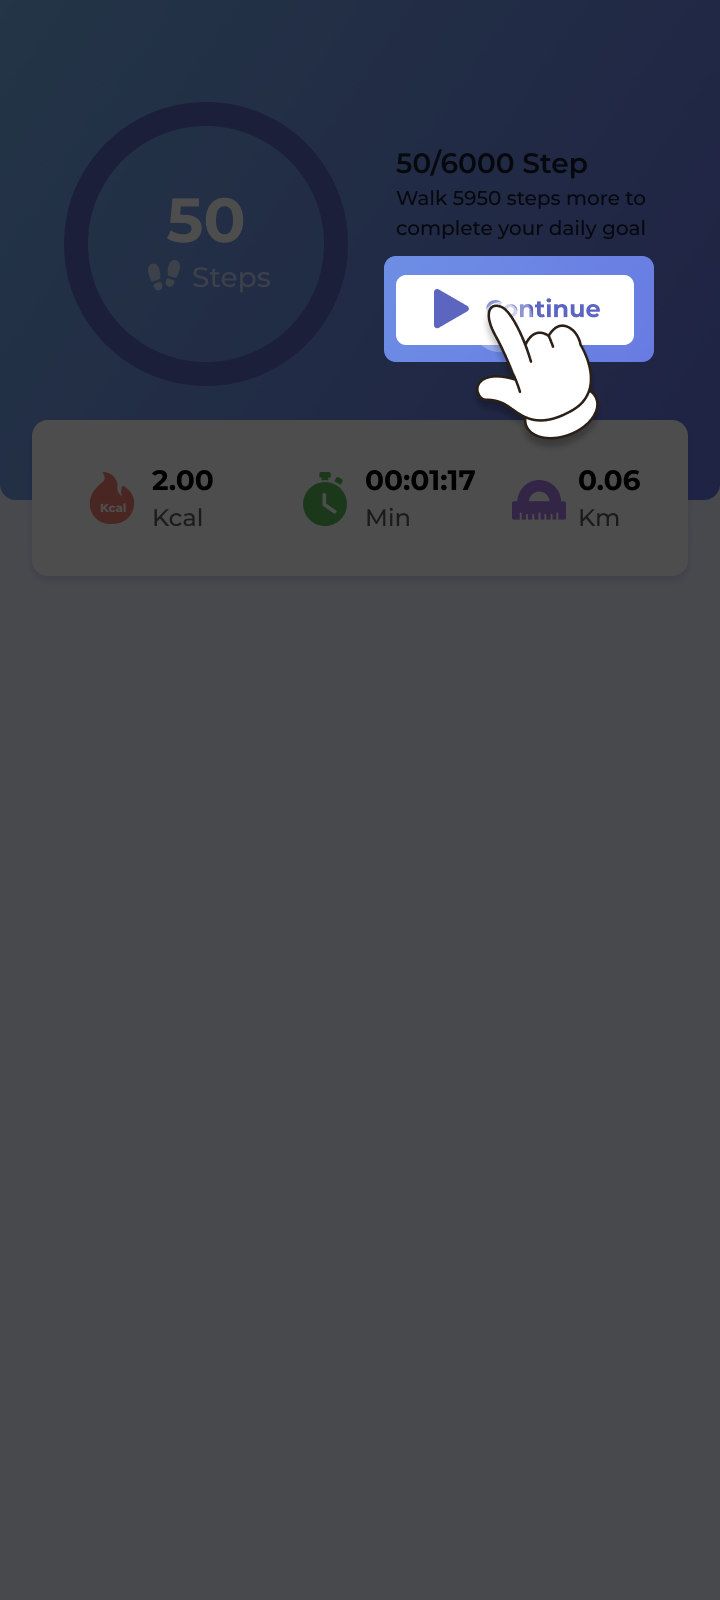 50
Steps
50/6000 Step
Walk 5950 steps more to
complete your daily goal
Continue
Kcal
2.00
Kcal
00:01:17
Min
0.06
Km